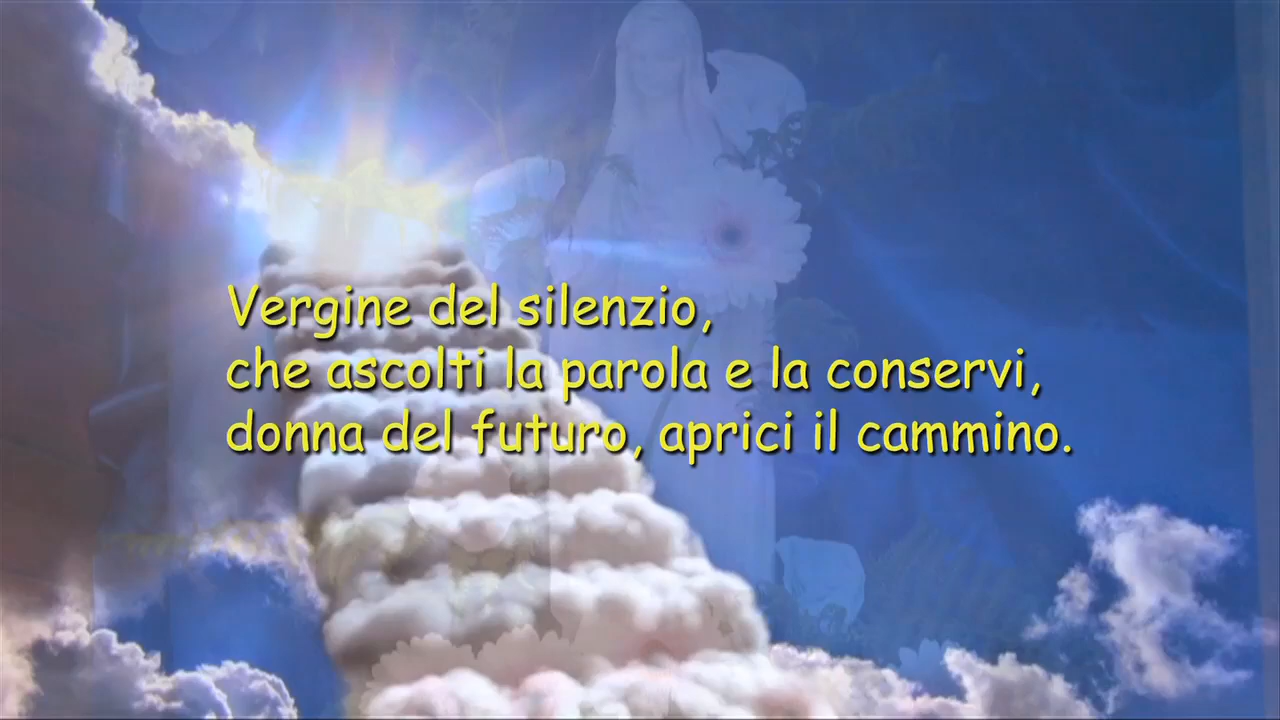 Vergine del silenzio,
che ascolti la parola e la conservi,
donna del futuro, aprici il cammino.